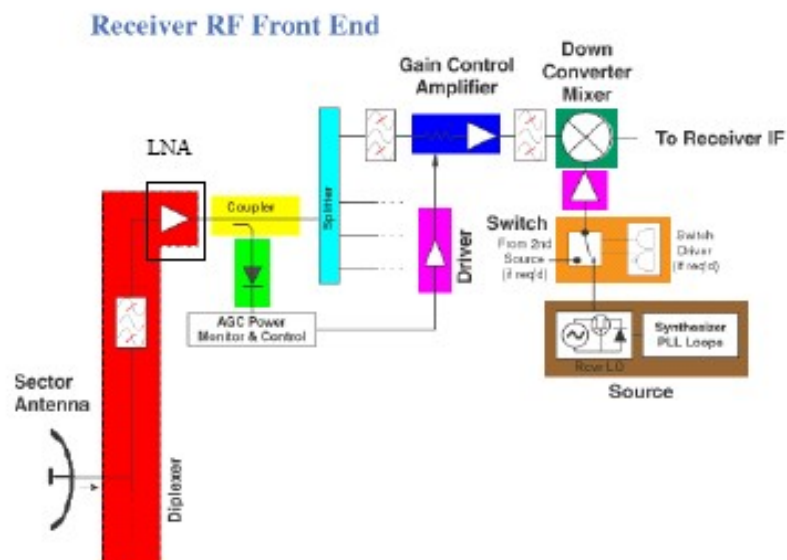 Receiver RF Front End
Gain Control
Amplifier
Down
Converter
Mixer
To Receiver IF
LNA
Coupler
Splitter
Driver
Switch
From 2nd
Source
(if req'd)
Switch
Driver
(If req'd)
AGC Power
Monitor & Control
Synthesizer
PLL Loops
Rcvr LO
Source
Sector
Antenna
Diplexer